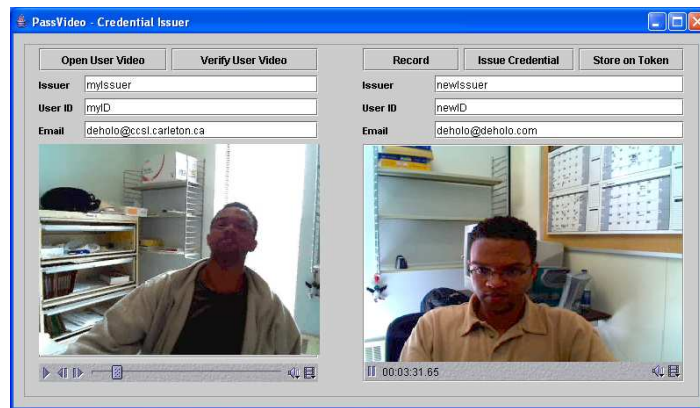 PassVideo - Credential Issuer
Open User Video Verify User Video
Issuer myIssuer
User ID myID
Email deholo@ccsl.carleton.ca
Record Issue Credential Store on Token
Issuer newIssuer
User ID newID
Email deholo@deholo.com
00:03:31.65